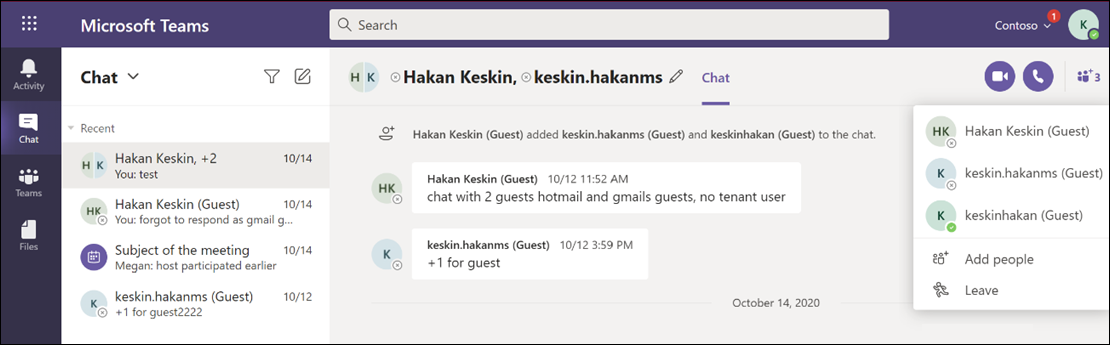 Microsoft Teams
Search
Contoso
1
K
Activity
Chat
Teams
Files
Chat
Recent
H K
Hakan Keskin, +2
10/14
You: test
HK
Hakan Keskin (Guest)
10/14
You: forgot to respond as gmail g...
Subject of the meeting
10/14
Megan: host participated earlier
K
keskin.hakanms (Guest)
10/12
+1 for guest2222
H K
Hakan Keskin, keskin.hakanms
Chat
3
Hakan Keskin (Guest) added keskin.hakanms (Guest) and keskinhakan (Guest) to the chat.
HK
Hakan Keskin (Guest) 10/12 11:52 AM
chat with 2 guests hotmail and gmails guests, no tenant user
K
keskin.hakanms (Guest) 10/12 3:59 PM
+1 for guest
October 14, 2020
HK
Hakan Keskin (Guest)
K
keskin.hakanms (Guest)
K
keskinhakan (Guest)
Add people
Leave